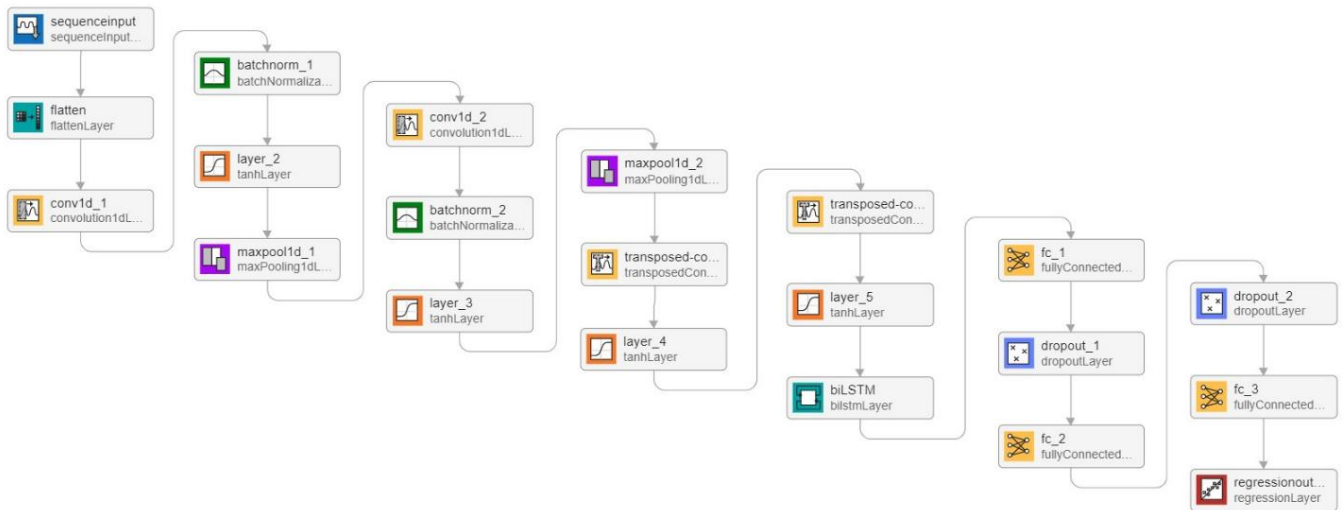 sequenceinput
sequenceInput...
flatten
flattenLayer
conv1d_1
convolution1dL...
batchnorm_1
batchNormaliza...
layer_2
tanhLayer
maxpool1d_1
maxPooling1dL...
conv1d_2
convolution1dL...
batchnorm_2
batchNormaliza...
layer_3
tanhLayer
maxpool1d_2
maxPooling1dL...
transposed-co...
transposedCon...
layer_4
tanhLayer
transposed-co...
transposedCon...
layer_5
tanhLayer
biLSTM
bilstmLayer
fc_1
fullyConnected...
dropout_1
dropoutLayer
fc_2
fullyConnected...
dropout_2
dropoutLayer
fc_3
fullyConnected...
regressionout...
regressionLayer